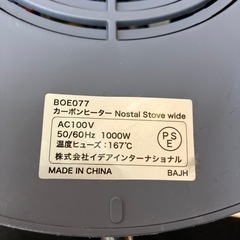 BOE077
カーボンヒーター Nostal Stove wide
AC100V
50/60Hz 1000W
温度ヒューズ：167℃
株式会社イデアインターナショナル
MADE IN CHINA BAJH
P
S
E